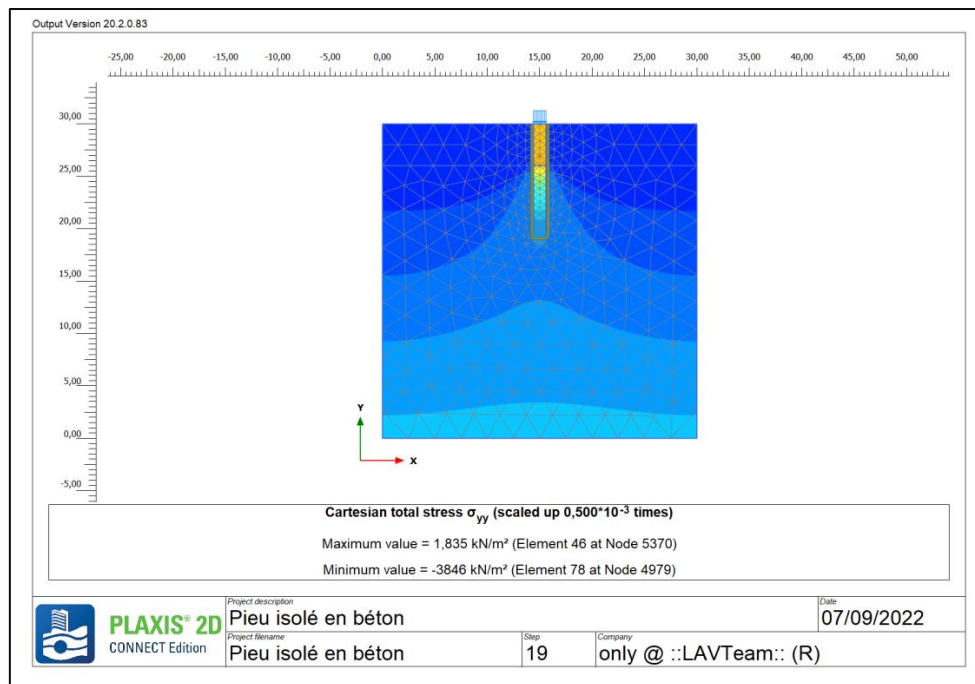 Output Version 20.2.0.83
-25,00 -20,00 -15,00 -10,00 -5,00 0,00 5,00 10,00 15,00 20,00 25,00 30,00 35,00 40,00 45,00 50,00
30,00
25,00
20,00
15,00
10,00
5,00
0,00
-5,00
Y
X
Cartesian total stress σyy (scaled up 0,500*10-3 times)
Maximum value = 1,835 kN/m² (Element 46 at Node 5370)
Minimum value = -3846 kN/m² (Element 78 at Node 4979)
PLAXIS® 2D
CONNECT Edition
Project description
Pieu isolé en béton
Date
07/09/2022
Project filename
Pieu isolé en béton
Step
19
Company
only @ ::LAVTeam:: (R)